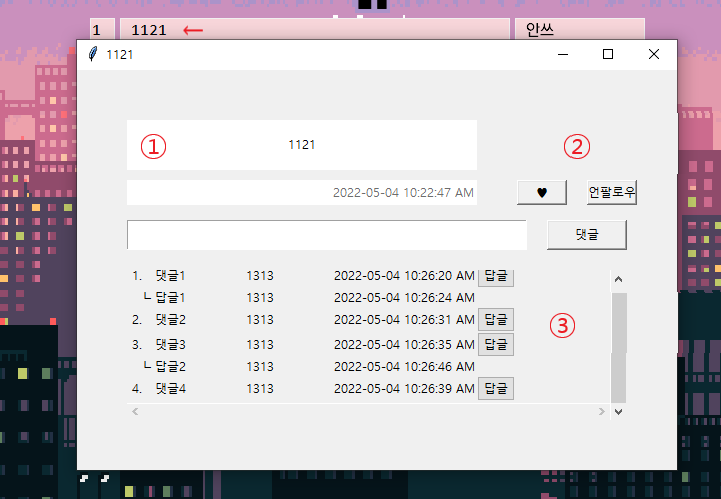 1 1121 ← 안쓰
1121
① 1121 ②
2022-05-04 10:22:47 AM ♥ 언팔로우
댓글
1. 댓글1 1313 2022-05-04 10:26:20 AM 답글
┗ 답글1 1313 2022-05-04 10:26:24 AM
2. 댓글2 1313 2022-05-04 10:26:31 AM 답글
③
3. 댓글3 1313 2022-05-04 10:26:35 AM 답글
┗ 답글2 1313 2022-05-04 10:26:46 AM
4. 댓글4 1313 2022-05-04 10:26:39 AM 답글